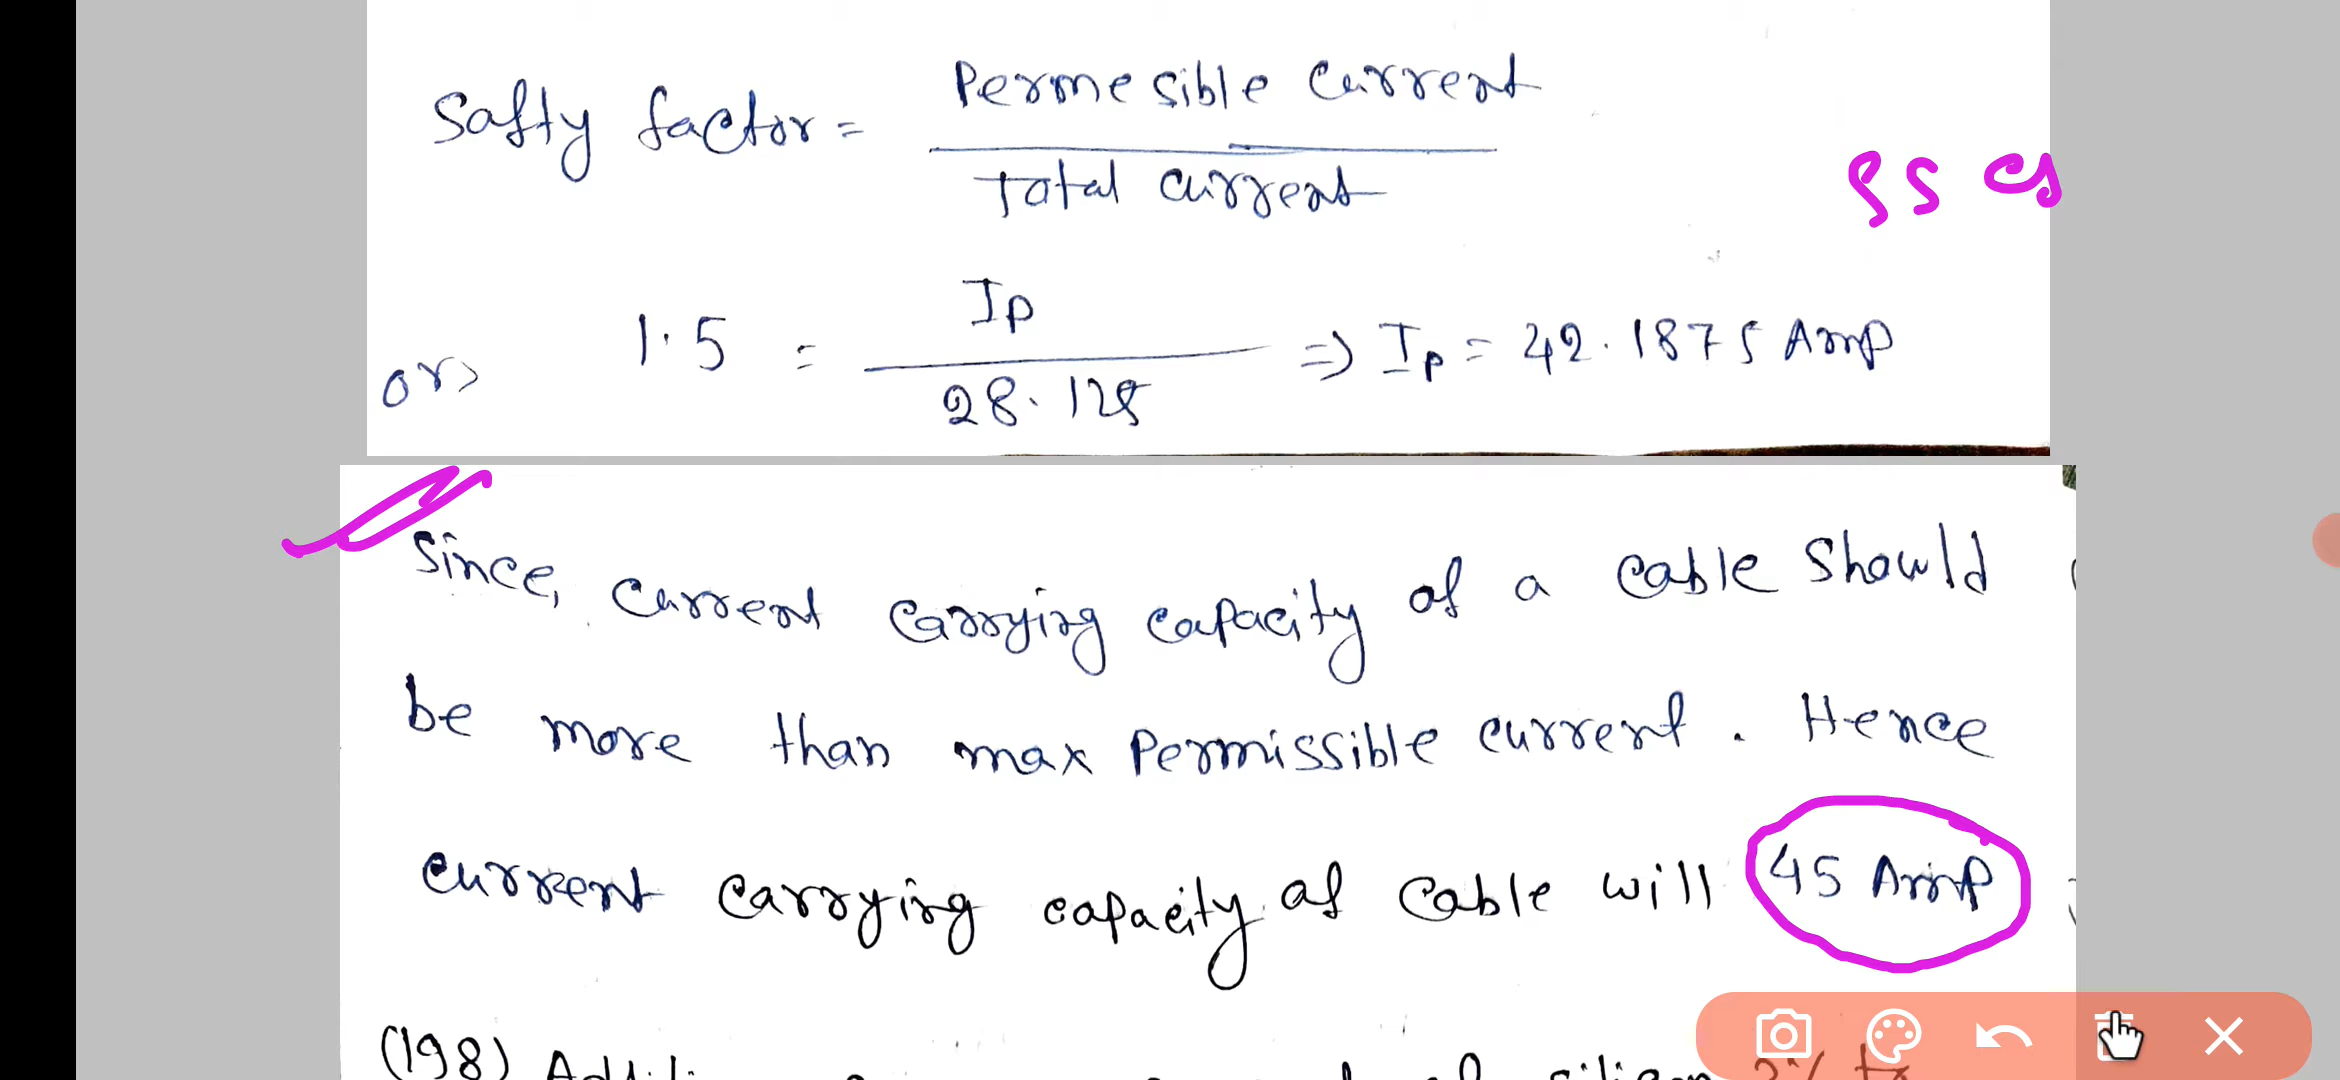 Permesible Current
Safty factor =
Total current
Ip
or, 1.5 = ⇒ Ip = 42.1875 Amp
28.125
Since, Current Carrying capacity of a cable should
be more than max Permissible current. Hence
current carrying capacity of cable will 45 Amp
(198)